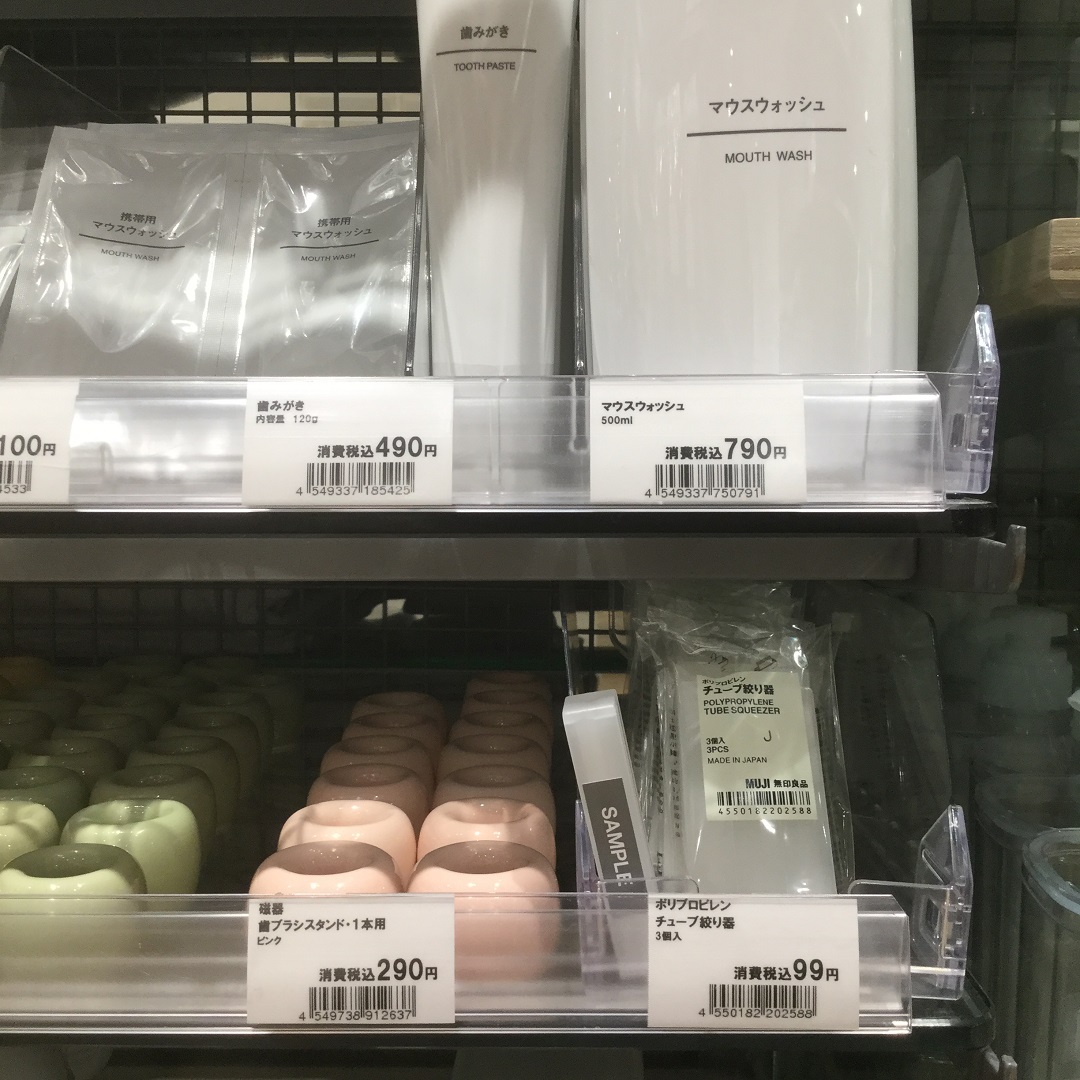 歯みがき
TOOTH PASTE
マウスウォッシュ
MOUTH WASH
携帯用
マウスウォッシュ
MOUTH WASH
携帯用
マウスウォッシュ
MOUTH WASH
100円
4533
歯みがき
内容量 120g
消費税込490円
4 549337 185425
マウスウォッシュ
500ml
消費税込790円
4 549337 750791
ポリプロピレン
チューブ絞り器
POLYPROPYLENE
TUBE SQUEEZER
3個入
3PCS
J
MADE IN JAPAN
MUJI 無印良品
4550182202588
SAMPLE
磁器
歯ブラシスタンド・1本用
ピンク
消費税込290円
4 549738 912637
ポリプロピレン
チューブ絞り器
3個入
消費税込99円
4 550182 202588